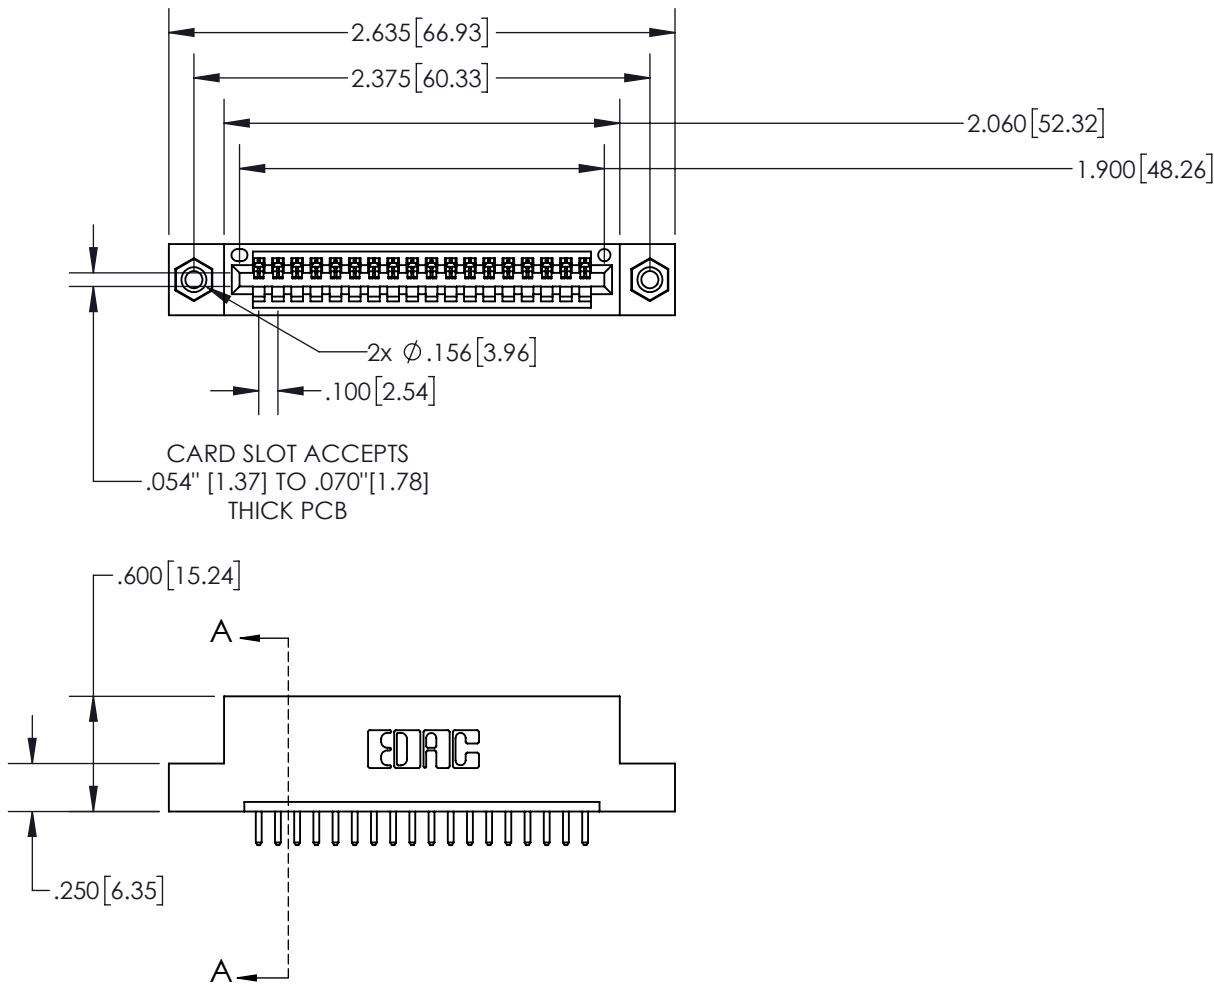 2.635[66.93]
2.375[60.33]
2.060[52.32]
1.900[48.26]
2x Ø.156[3.96]
.100[2.54]
CARD SLOT ACCEPTS
.054" [1.37] TO .070"[1.78]
THICK PCB
.600[15.24]
A
EDAC
.250[6.35]
A